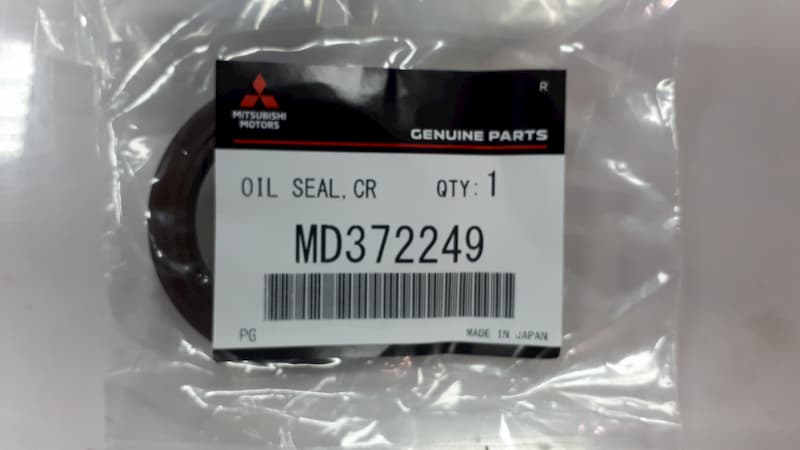 R
MITSUBISHI
MOTORS
GENUINE PARTS
OIL SEAL,CR QTY:1
MD372249
PG MADE IN JAPAN